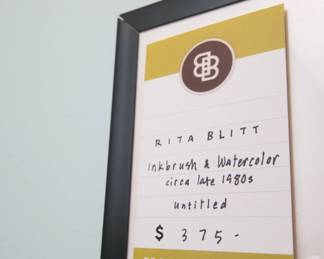 RITA BLITT
Inkbrush & Watercolor
circa late 1980s
untitled
$ 375-